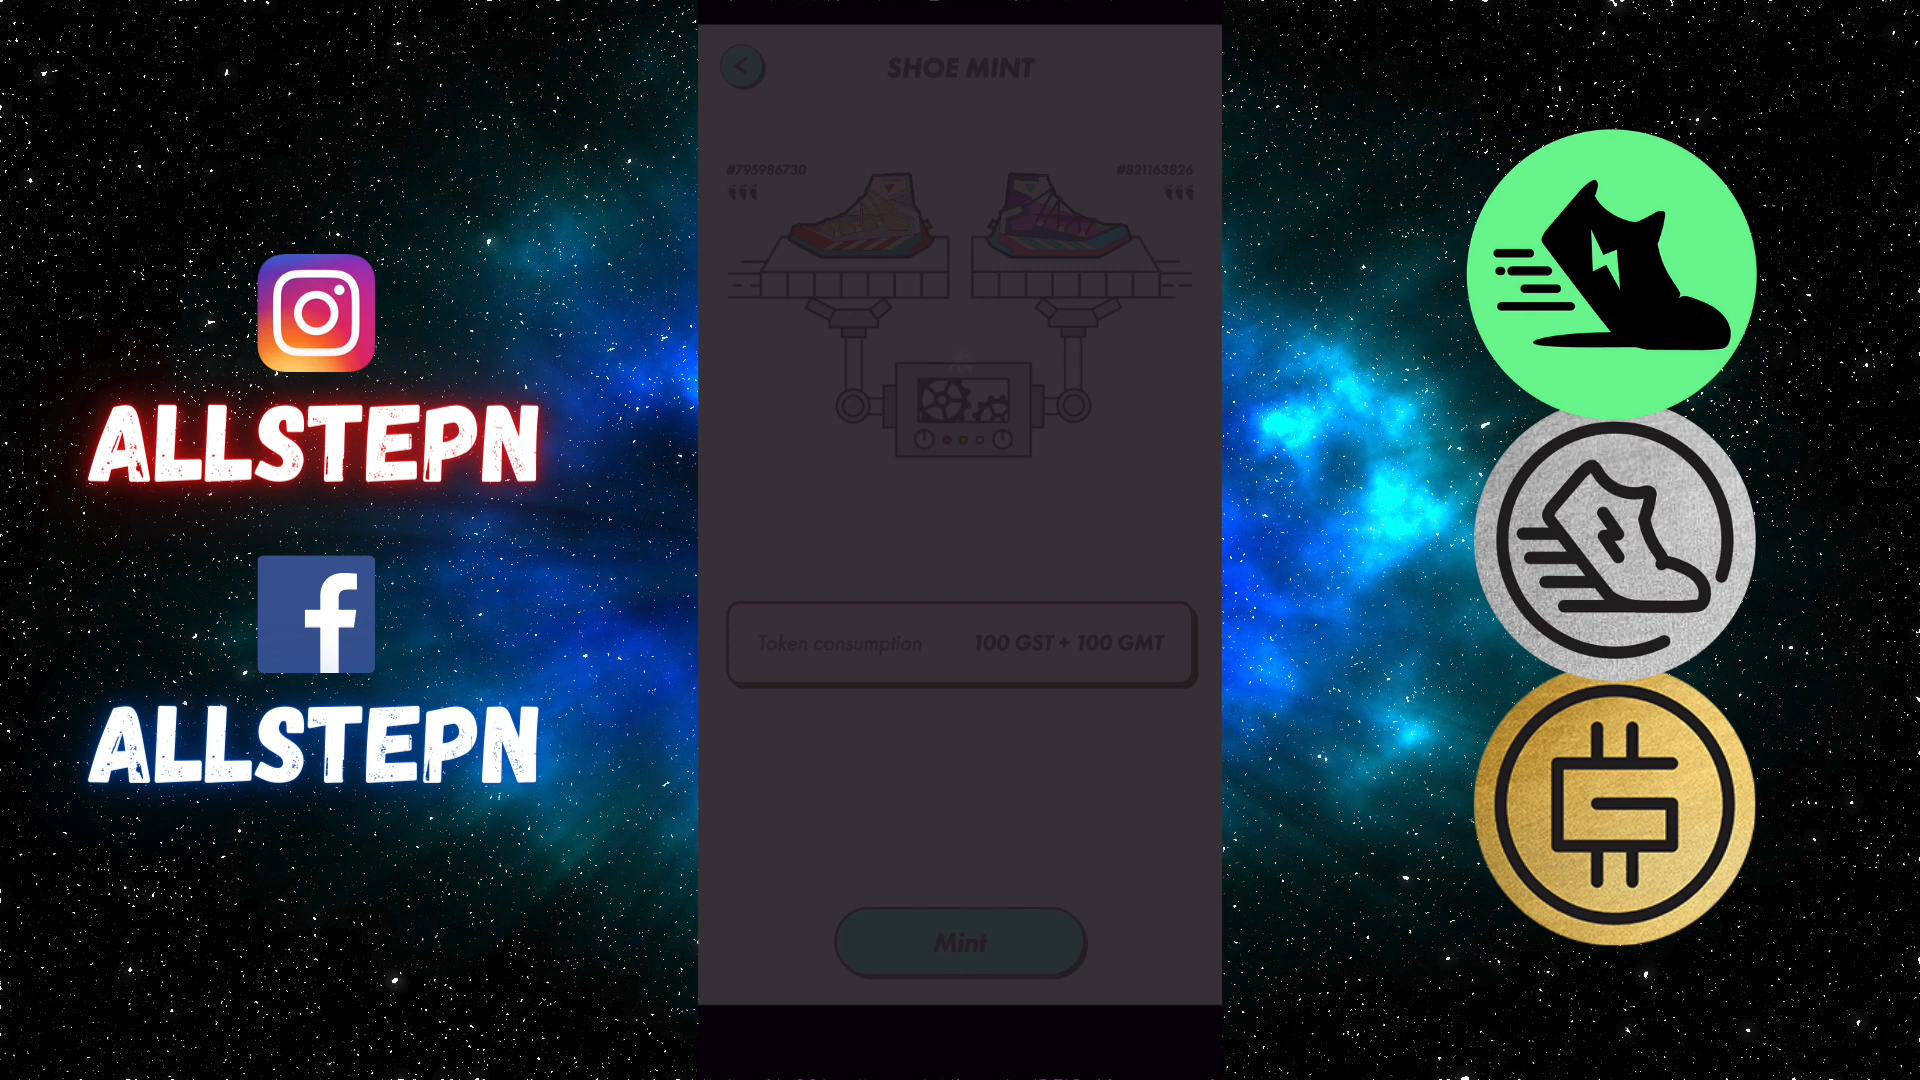 ALLSTEPN
ALLSTEPN
SHOE MINT
#795986730
#821163826
Token consumption 100 GST + 100 GMT
Mint